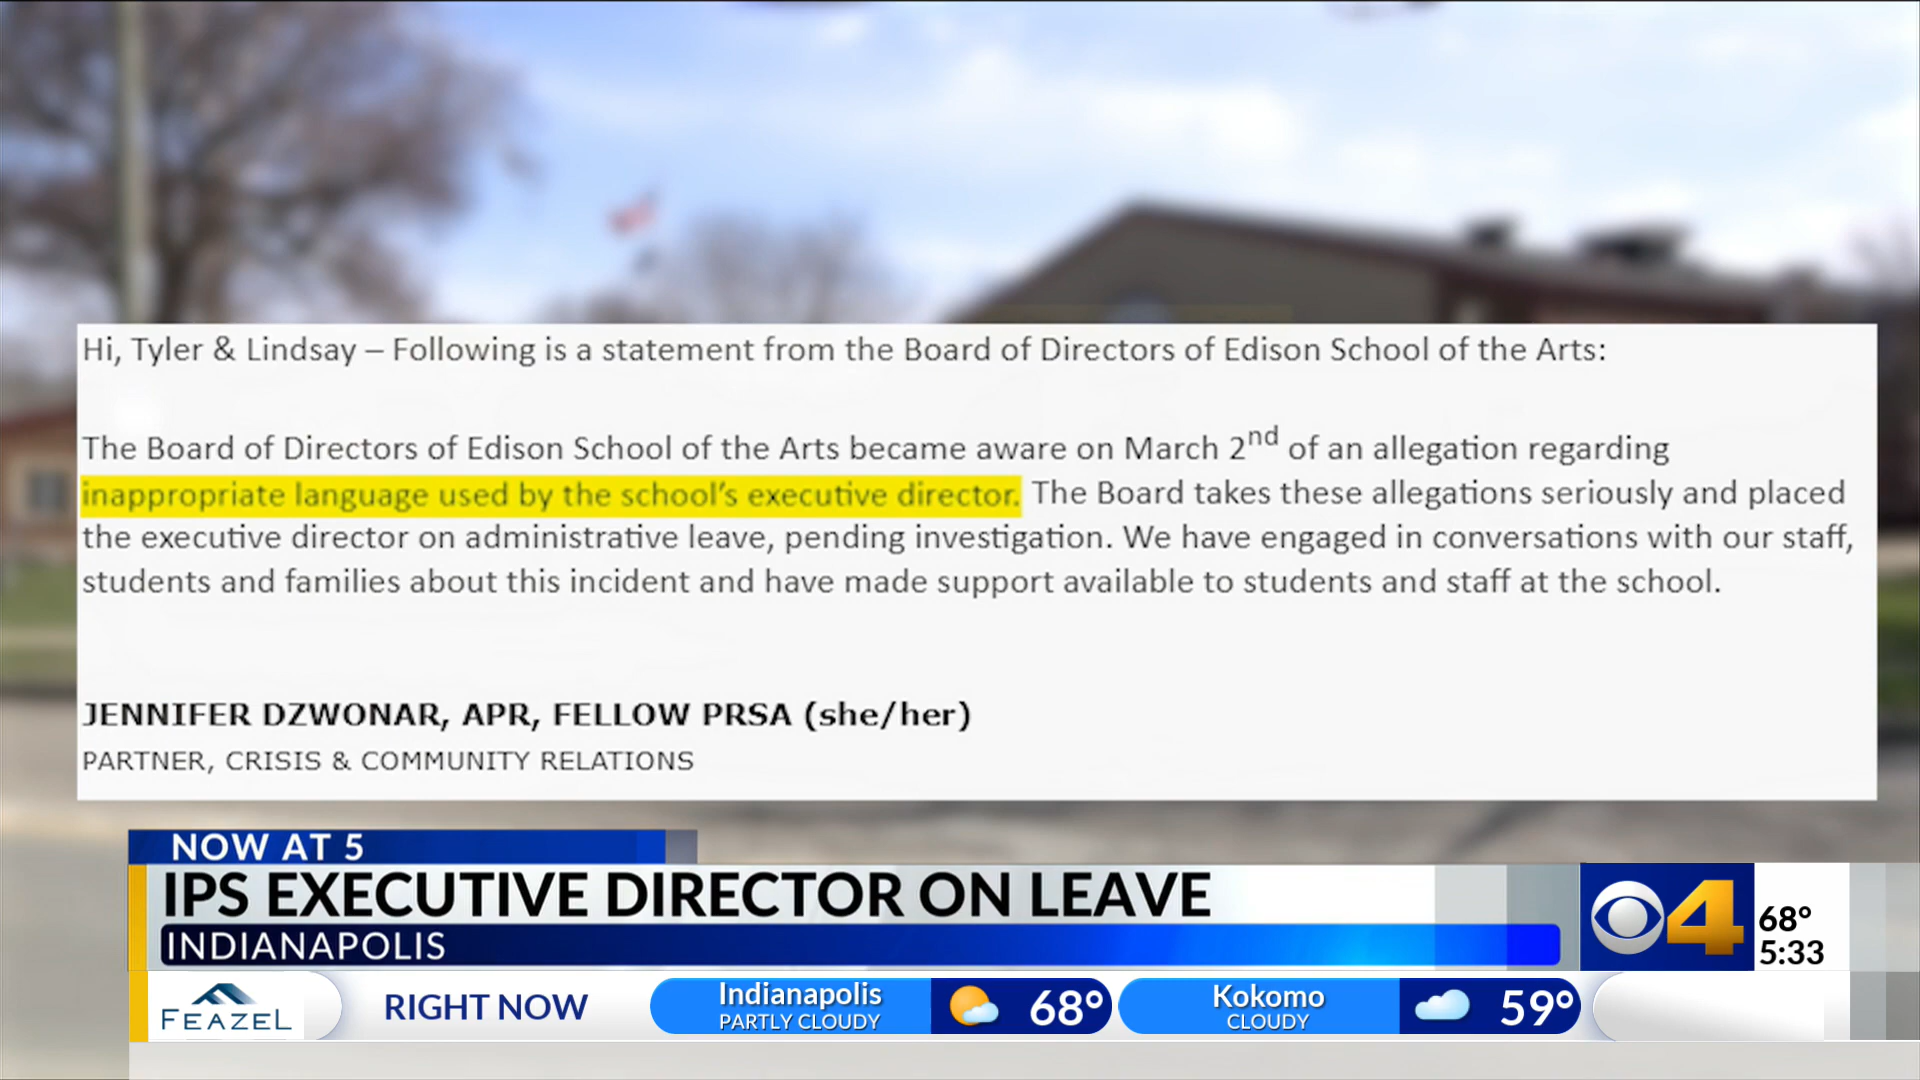 Hi, Tyler & Lindsay – Following is a statement from the Board of Directors of Edison School of the Arts:
The Board of Directors of Edison School of the Arts became aware on March 2nd of an allegation regarding
inappropriate language used by the school's executive director. The Board takes these allegations seriously and placed
the executive director on administrative leave, pending investigation. We have engaged in conversations with our staff,
students and families about this incident and have made support available to students and staff at the school.
JENNIFER DZWONAR, APR, FELLOW PRSA (she/her)
PARTNER, CRISIS & COMMUNITY RELATIONS
NOW AT 5
IPS EXECUTIVE DIRECTOR ON LEAVE
INDIANAPOLIS
4
68°
5:33
FEAZEL
RIGHT NOW
Indianapolis
PARTLY CLOUDY
68°
Kokomo
CLOUDY
59°